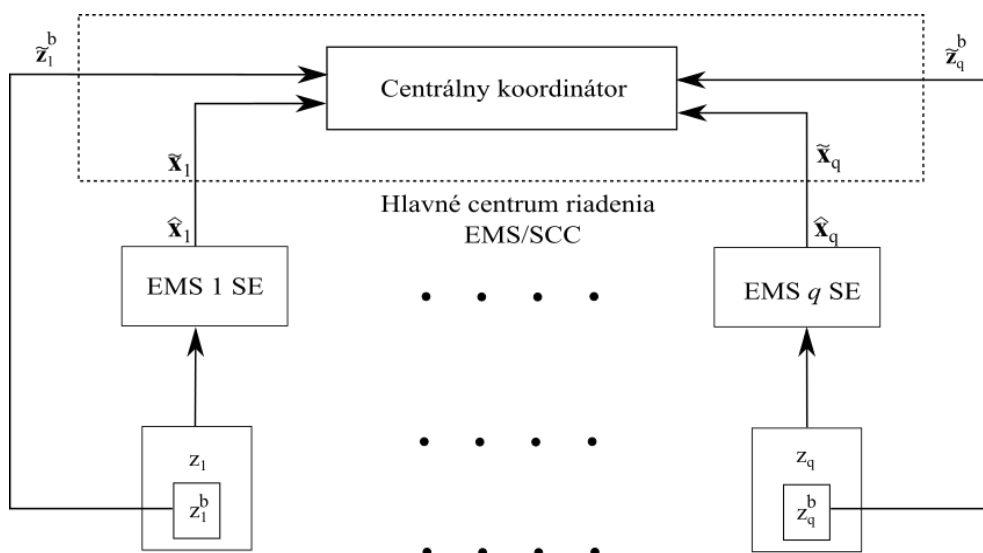 z̃₁ᵇ
z̃qᵇ
Centrálny koordinátor
x̃₁
x̃q
Hlavné centrum riadenia
EMS/SCC
x̂₁
x̂q
EMS 1 SE
EMS q SE
z₁
zq
z₁ᵇ
zqᵇ